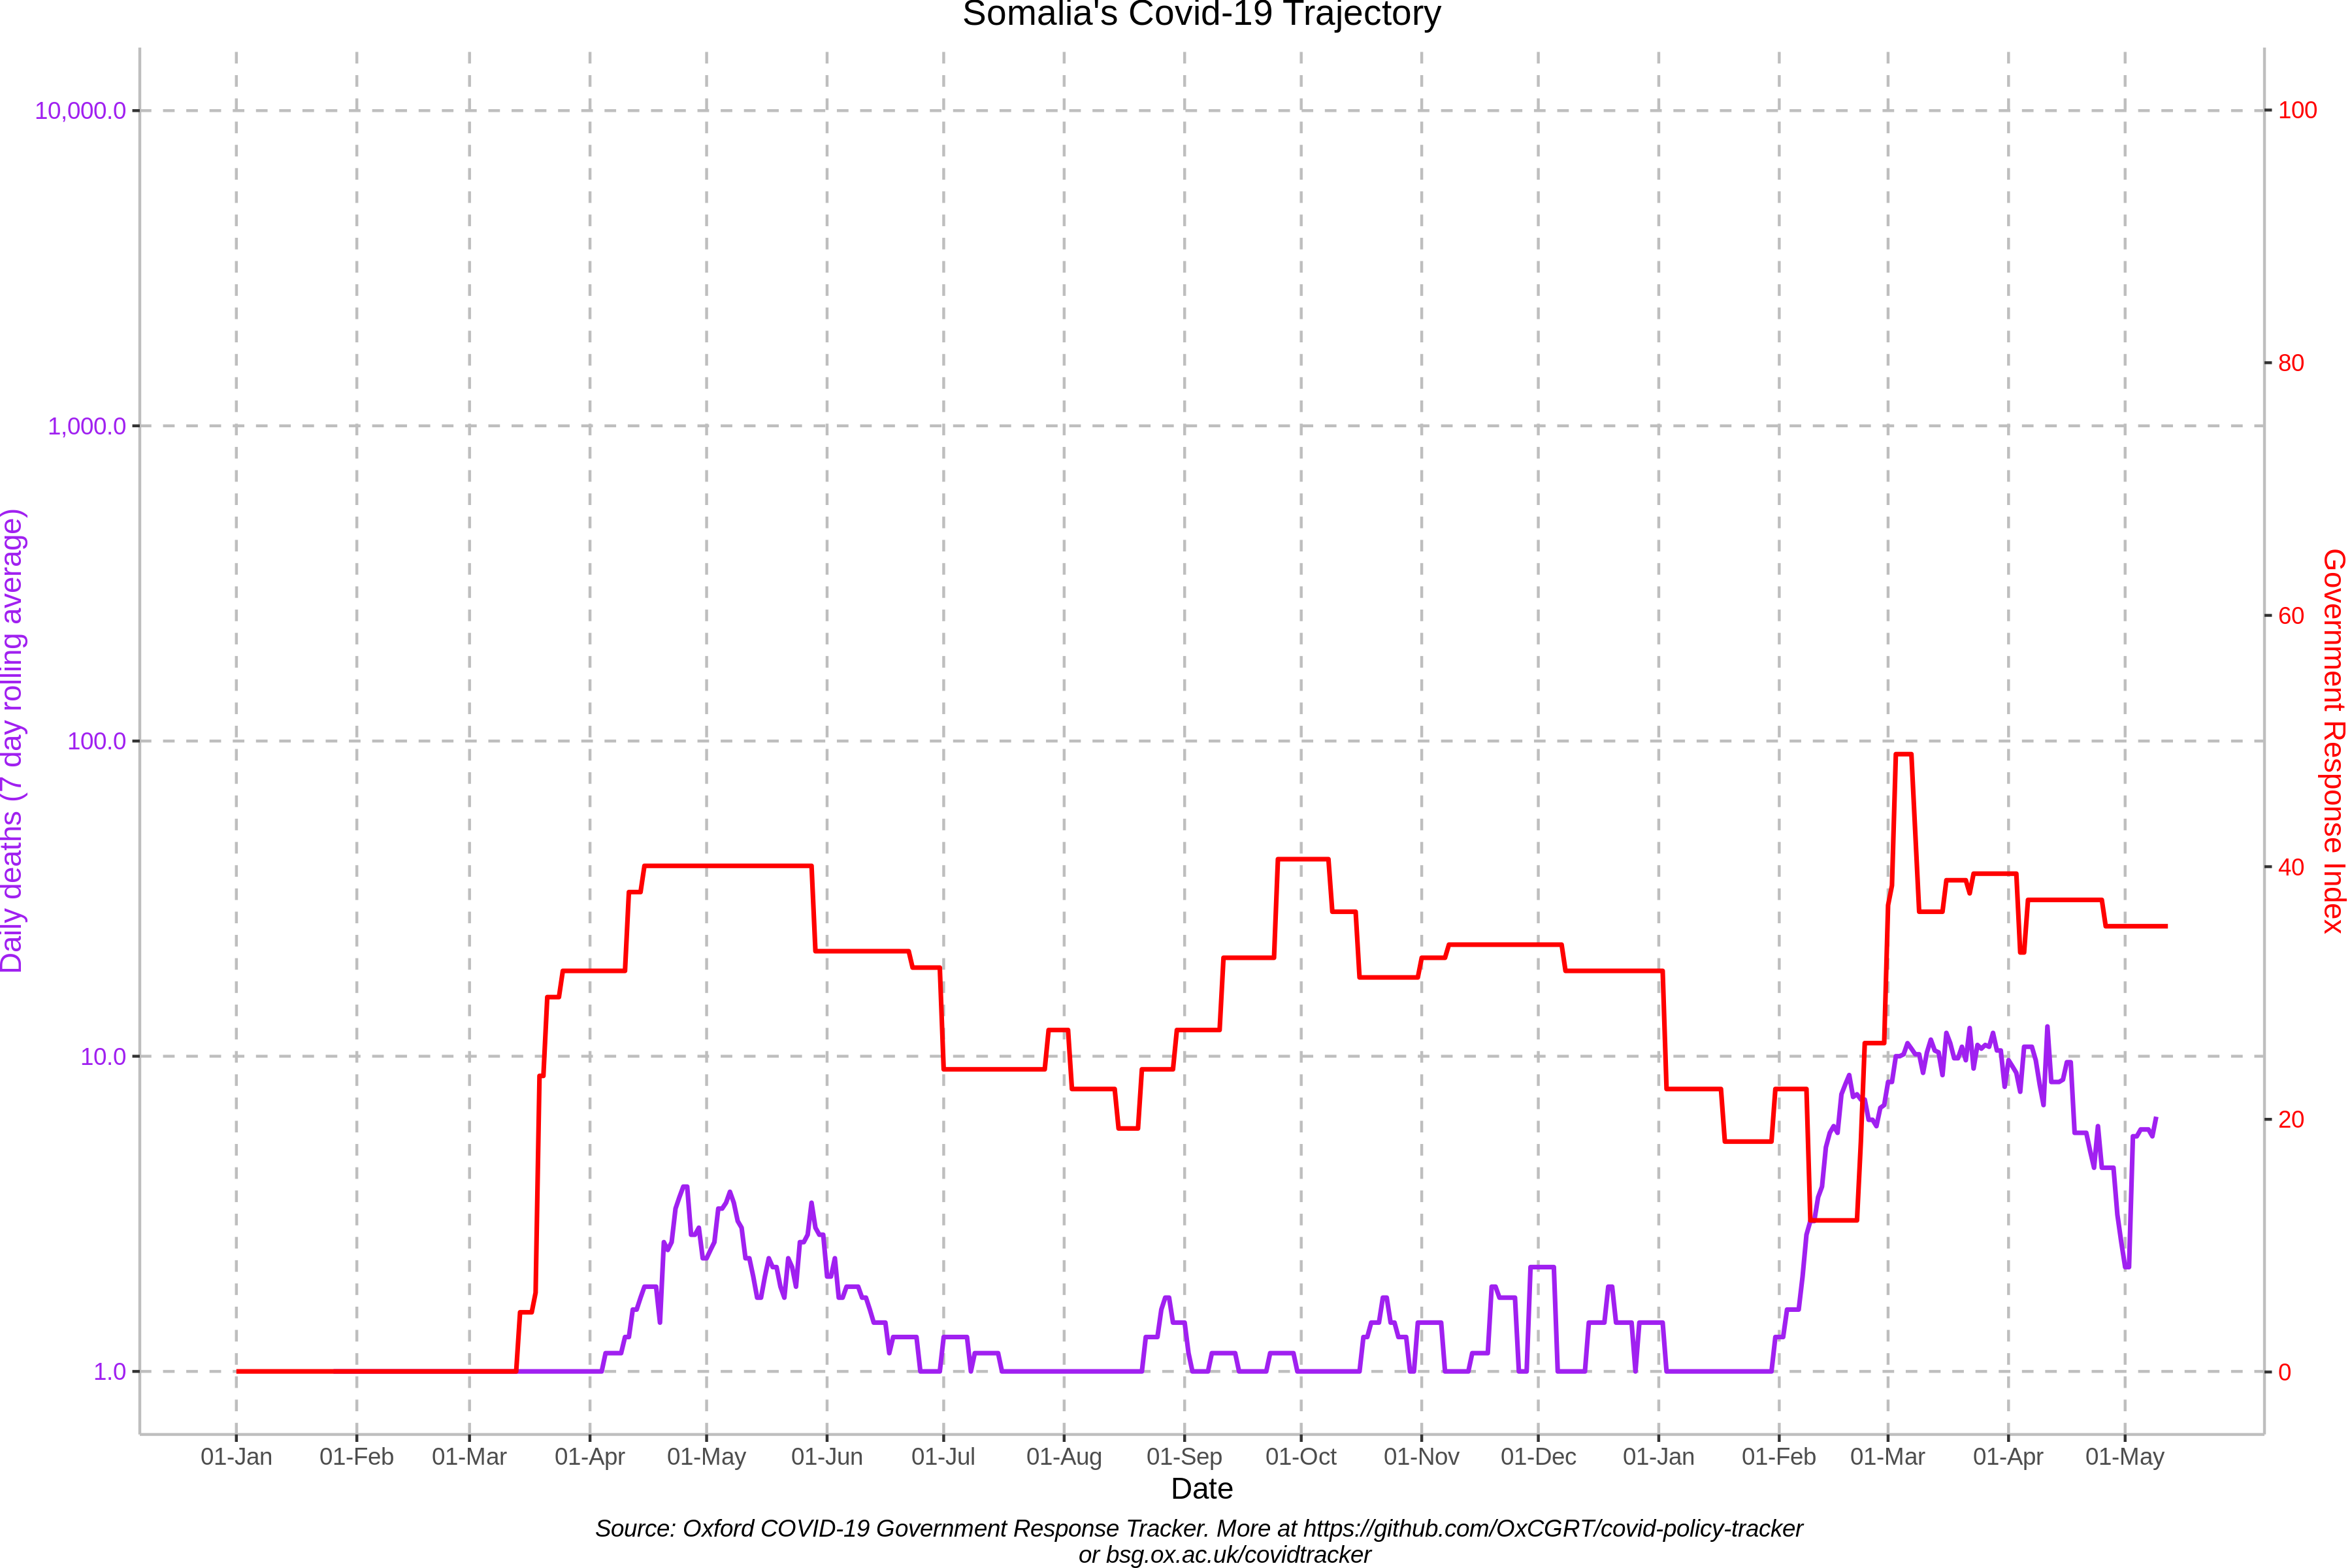 Somalia's Covid-19 Trajectory
10,000.0
1,000.0
100.0
10.0
1.0
Daily deaths (7 day rolling average)
100
80
60
40
20
0
Government Response Index
01-Jan 01-Feb 01-Mar 01-Apr 01-May 01-Jun 01-Jul 01-Aug 01-Sep 01-Oct 01-Nov 01-Dec 01-Jan 01-Feb 01-Mar 01-Apr 01-May
Date
Source: Oxford COVID-19 Government Response Tracker. More at https://github.com/OxCGRT/covid-policy-tracker
or bsg.ox.ac.uk/covidtracker